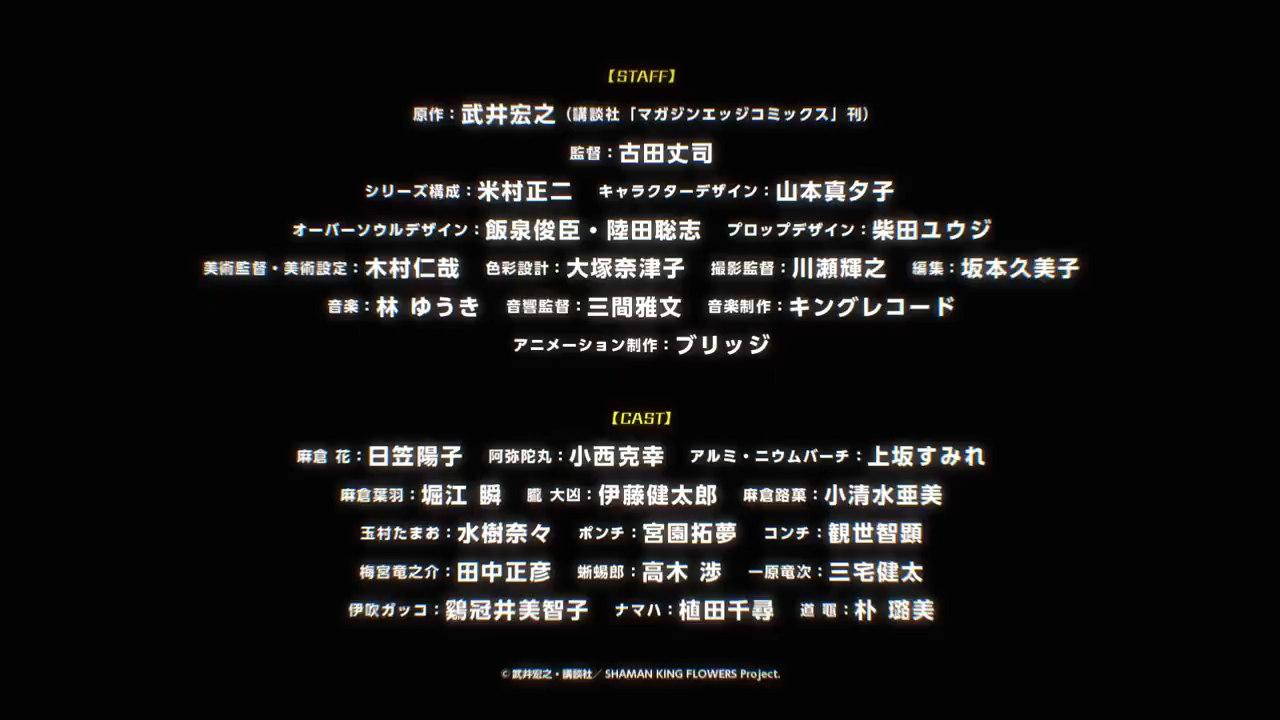 【STAFF】
原作：武井宏之（講談社「マガジンエッジコミックス」刊）
監督：古田丈司
シリーズ構成：米村正二　キャラクターデザイン：山本真夕子
オーバーソウルデザイン：飯泉俊臣・陸田聡志　プロップデザイン：柴田ユウジ
美術監督・美術設定：木村仁哉　色彩設計：大塚奈津子　撮影監督：川瀬輝之　編集：坂本久美子
音楽：林 ゆうき　音響監督：三間雅文　音楽制作：キングレコード
アニメーション制作：ブリッジ
【CAST】
麻倉 花：日笠陽子　阿弥陀丸：小西克幸　アルミ・ニウムバーチ：上坂すみれ
麻倉葉羽：堀江 瞬　朧 大凶：伊藤健太郎　麻倉路菓：小清水亜美
玉村たまお：水樹奈々　ポンチ：宮園拓夢　コンチ：観世智顕
梅宮竜之介：田中正彦　蜥蜴郎：高木 渉　一原竜次：三宅健太
伊吹ガッコ：鷄冠井美智子　ナマハ：植田千尋　道 黽：朴 璐美
© 武井宏之・講談社／ SHAMAN KING FLOWERS Project.